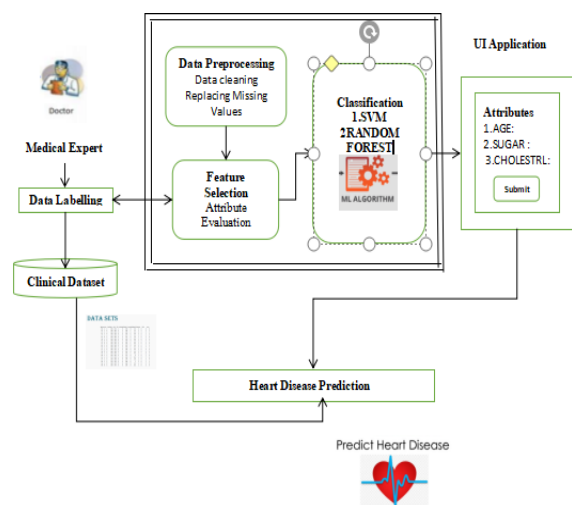 Doctor
Medical Expert
Data Labelling
Clinical Dataset
DATA SETS
Data Preprocessing
Data cleaning
Replacing Missing
Values
Feature
Selection
Attribute
Evaluation
Classification
1.SVM
2RANDOM
FOREST
ML ALGORITHM
UI Application
Attributes
1.AGE:
2.SUGAR :
3.CHOLESTRL:
Submit
Heart Disease Prediction
Predict Heart Disease